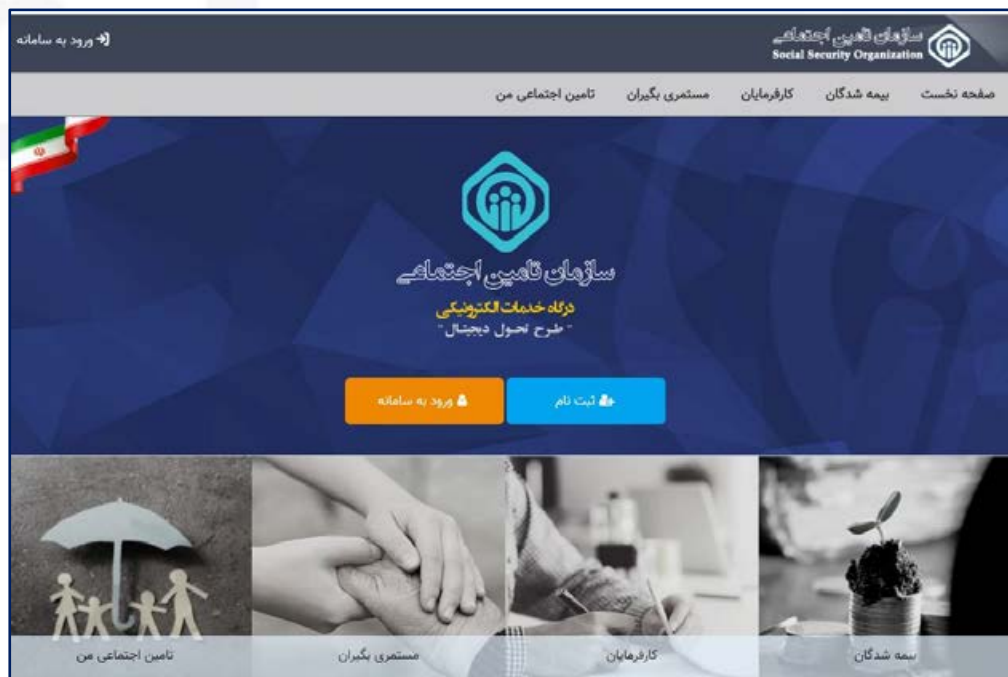 سازمان تامین اجتماعی
Social Security Organization
ورود به سامانه
صفحه نخست
بیمه شدگان
کارفرمایان
مستمری بگیران
تامین اجتماعی من
سازمان تامین اجتماعی
درگاه خدمات الکترونیکی
"طرح تحول دیجیتال"
ثبت نام
ورود به سامانه
بیمه شدگان
کارفرمایان
مستمری بگیران
تامین اجتماعی من